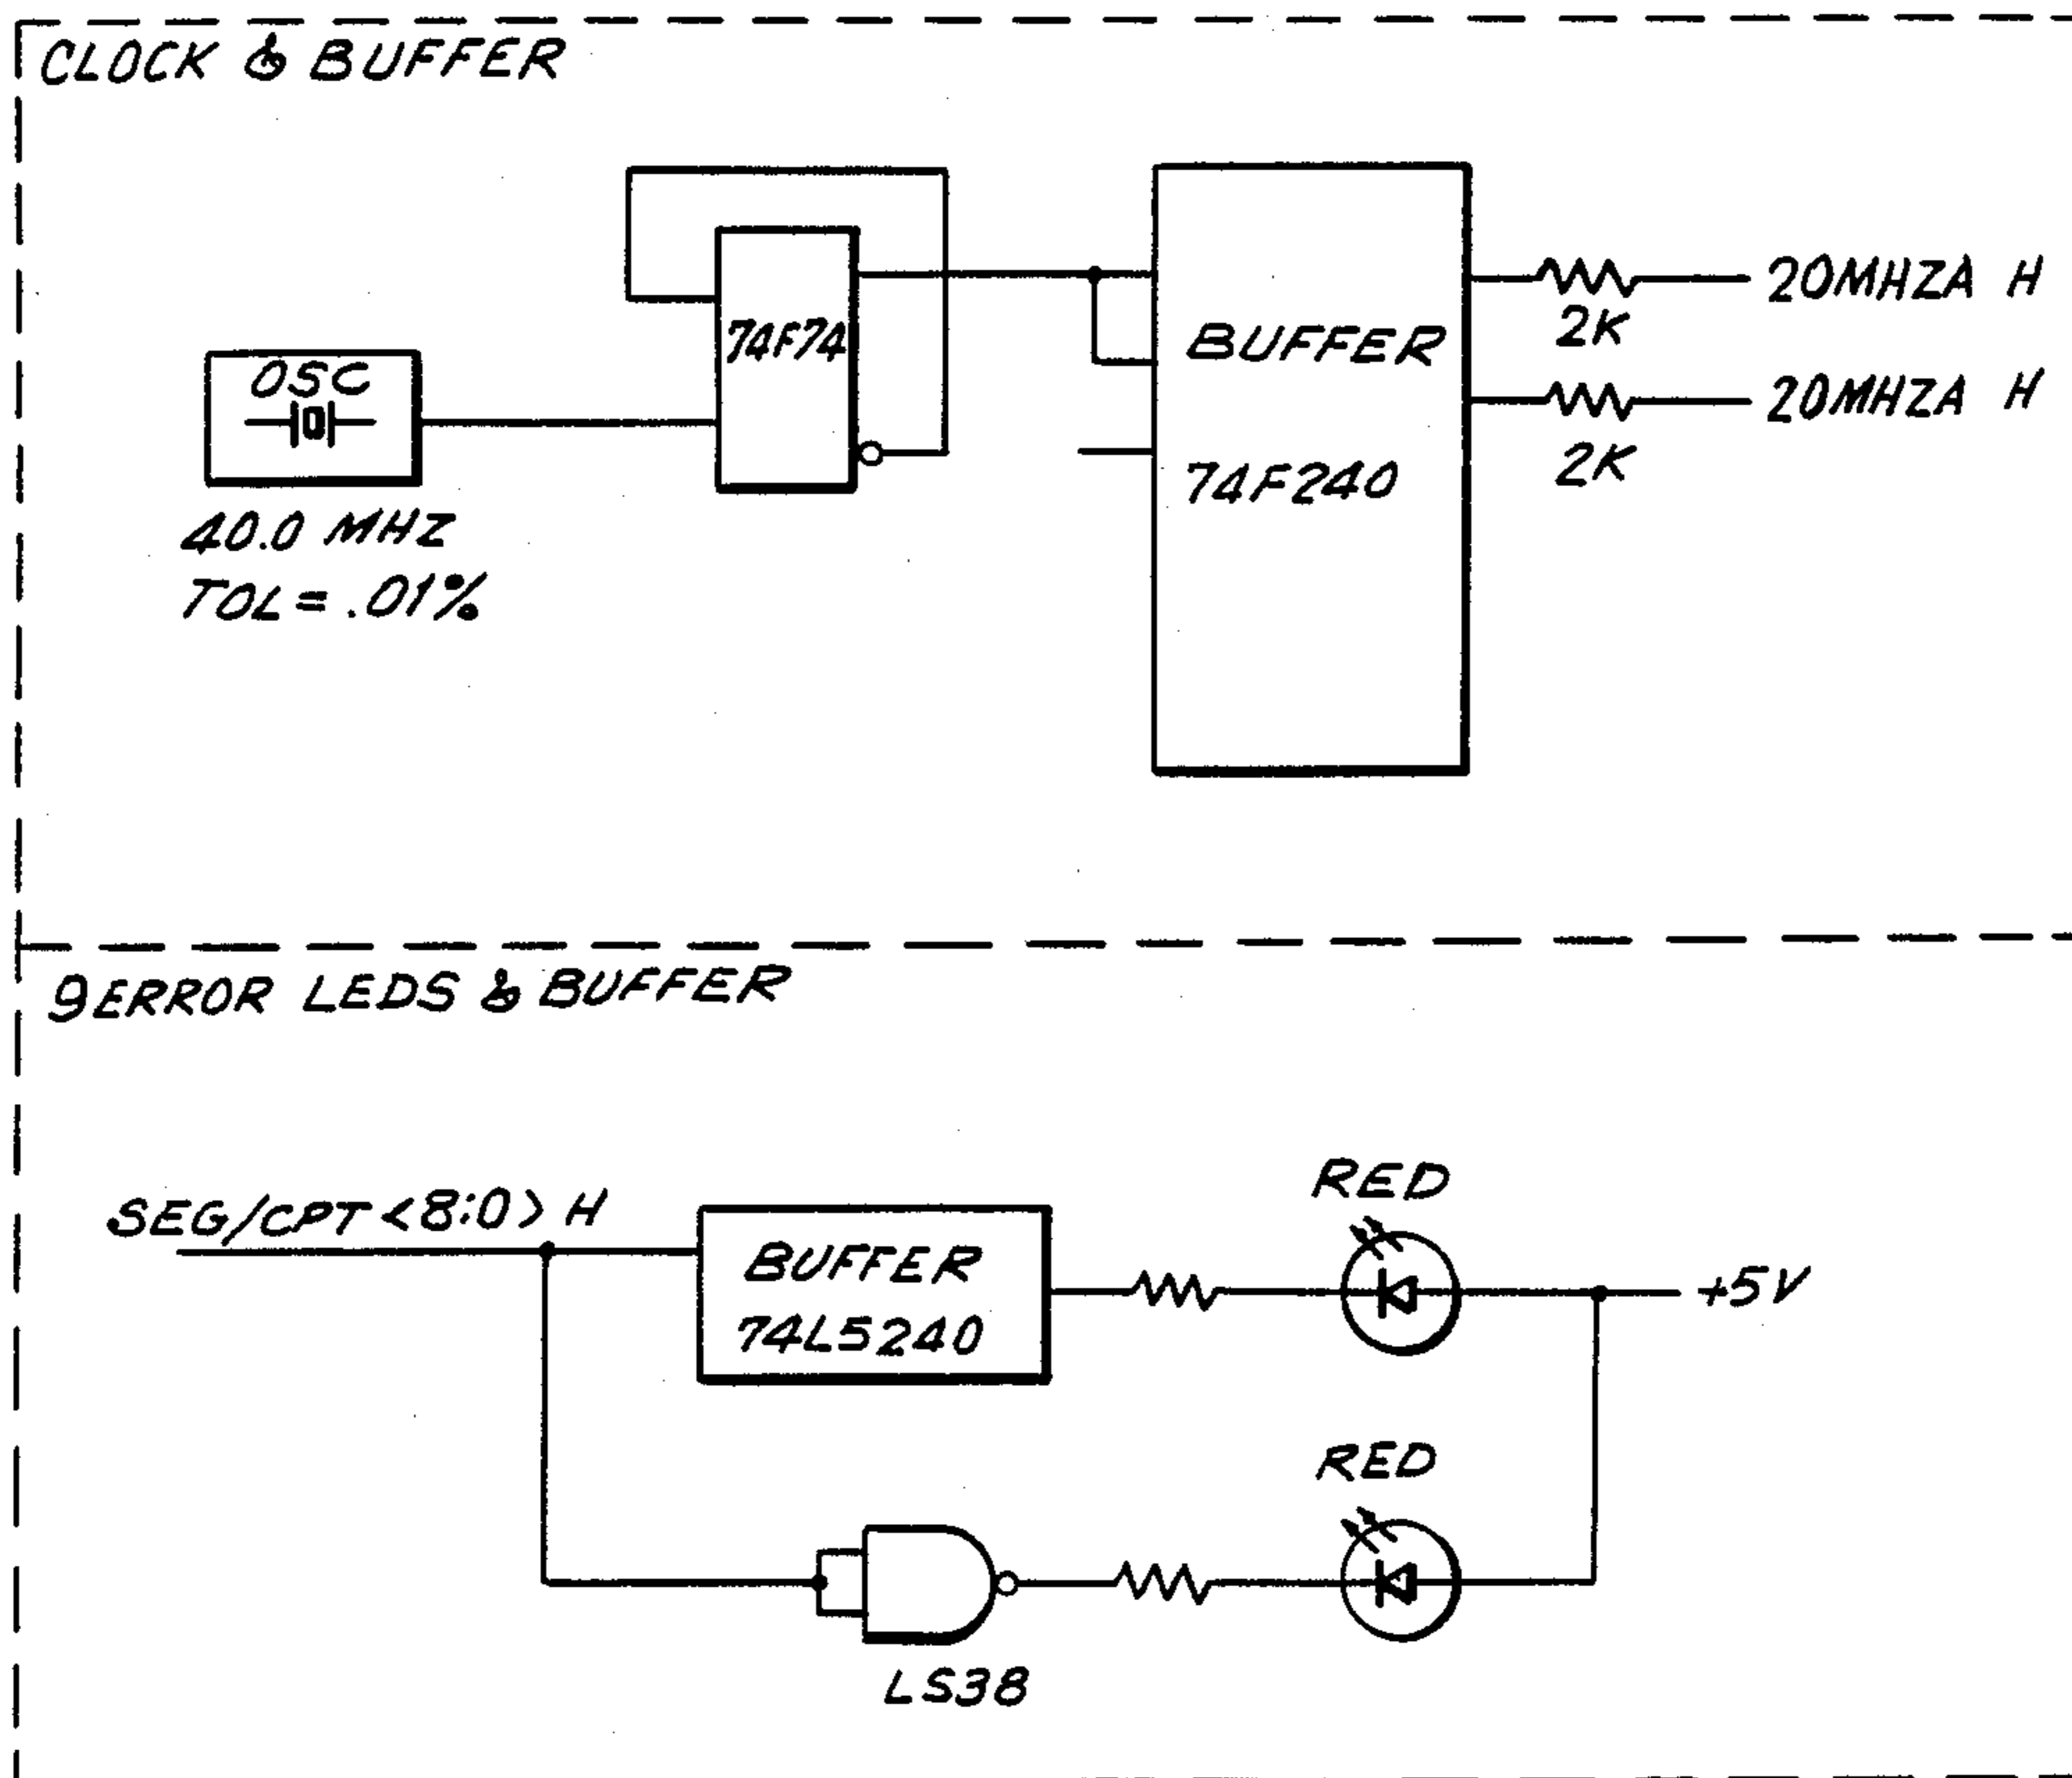 CLOCK & BUFFER
OSC
40.0 MHZ
TOL = .01%
74F74
BUFFER
74F240
2K
20MHZA H
2K
20MHZA H
9ERROR LEDS & BUFFER
SEG/CPT <8:0> H
BUFFER
74LS240
RED
+5V
RED
LS38